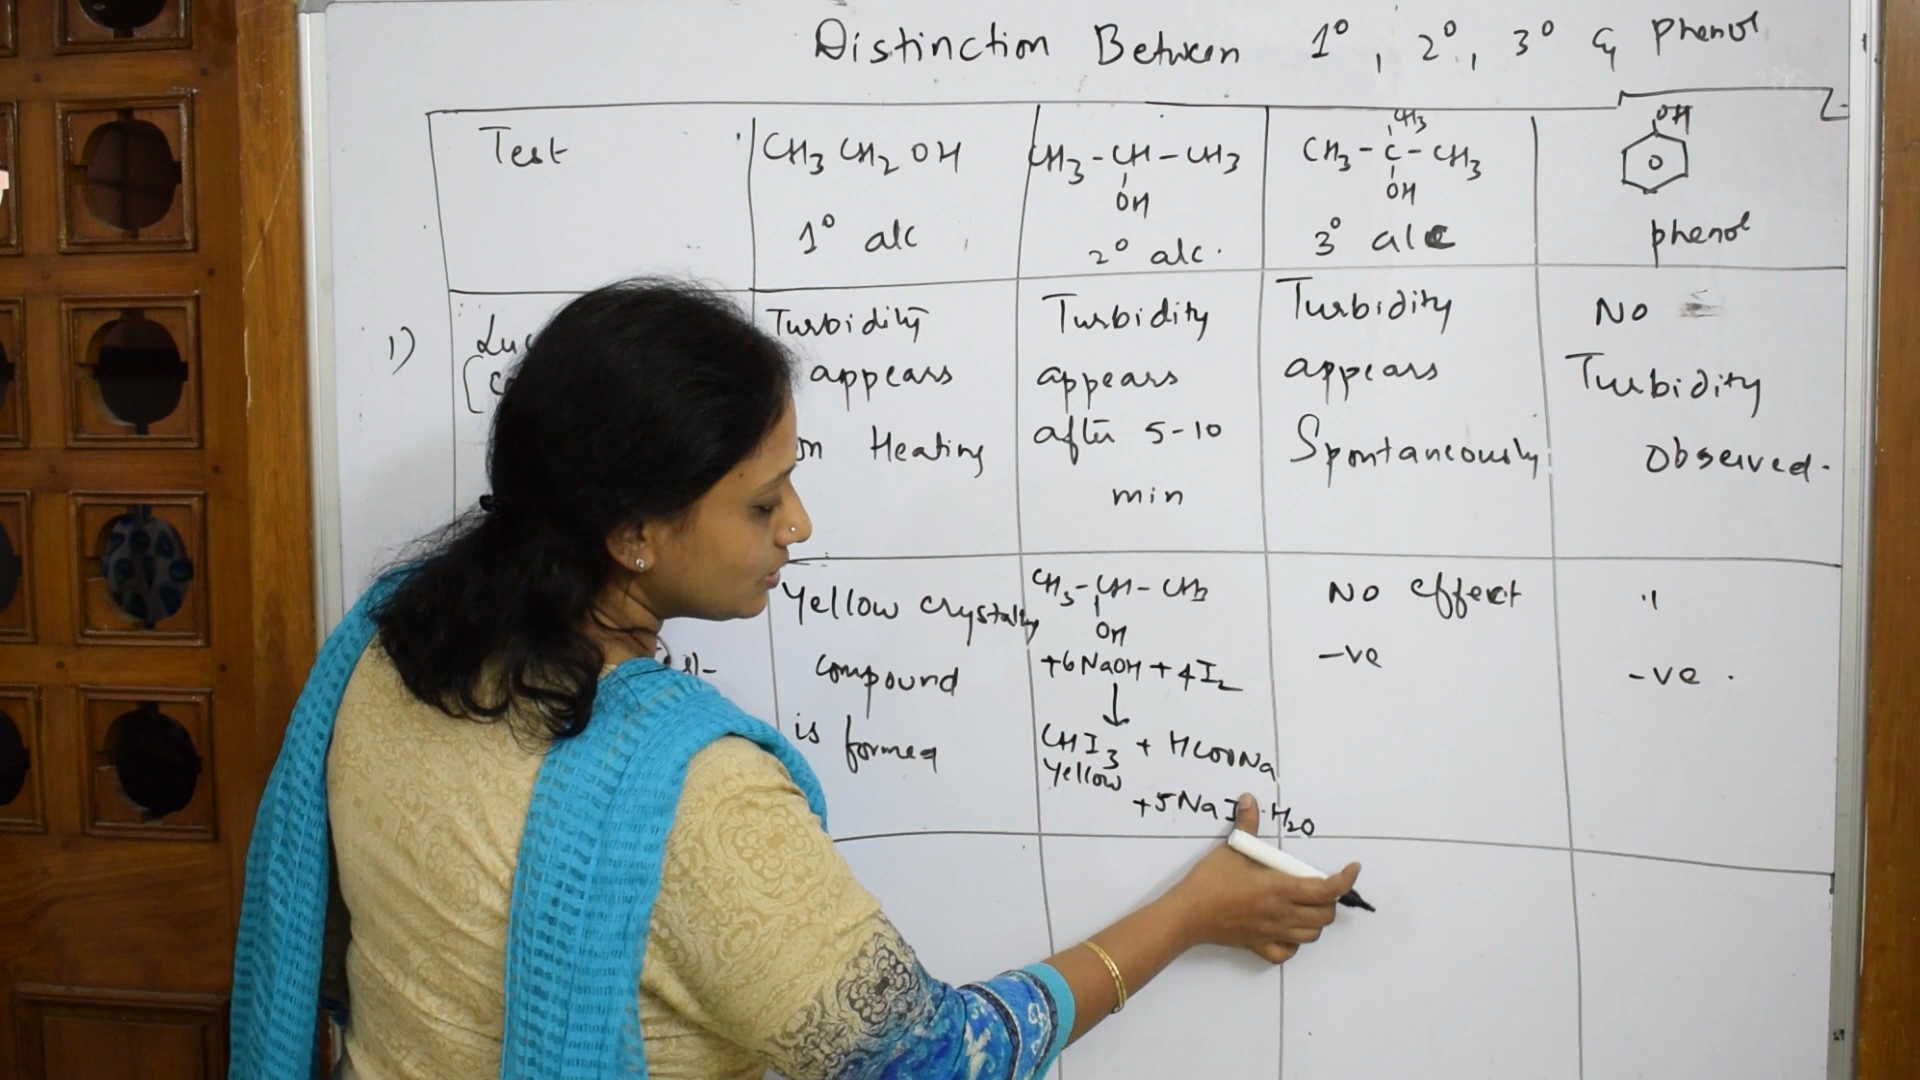 Distinction Between 1°, 2°, 3° & phenol
Test
CH3 CH2 OH
1° alc
CH3-CH-CH3
OH
2° alc.
CH3
CH3-C-CH3
OH
3° alc
OH
phenol
1)
Turbidity
appears
on Heating
Turbidity
appears
after 5-10
min
Turbidity
appears
Spontaneously
No
Turbidity
Observed.
Yellow crystally
compound
is formed
CH3-CH-CH3
OH
+6NaOH+4I2
↓
CHI3 + HCOONa
Yellow
+5NaI H2O
No effect
-ve
"
-ve.